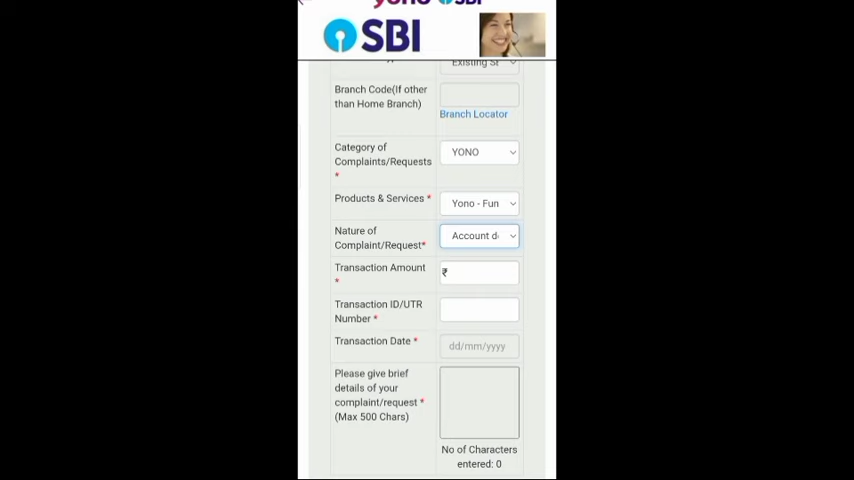 SBI
Existing
Branch Code(If other
than Home Branch)
Branch Locator
Category of
Complaints/Requests
*
YONO
Products & Services *
Yono - Fun
Nature of
Complaint/Request*
Account d
Transaction Amount
*
₹
Transaction ID/UTR
Number *
Transaction Date *
dd/mm/yyyy
Please give brief
details of your
complaint/request *
(Max 500 Chars)
No of Characters
entered: 0